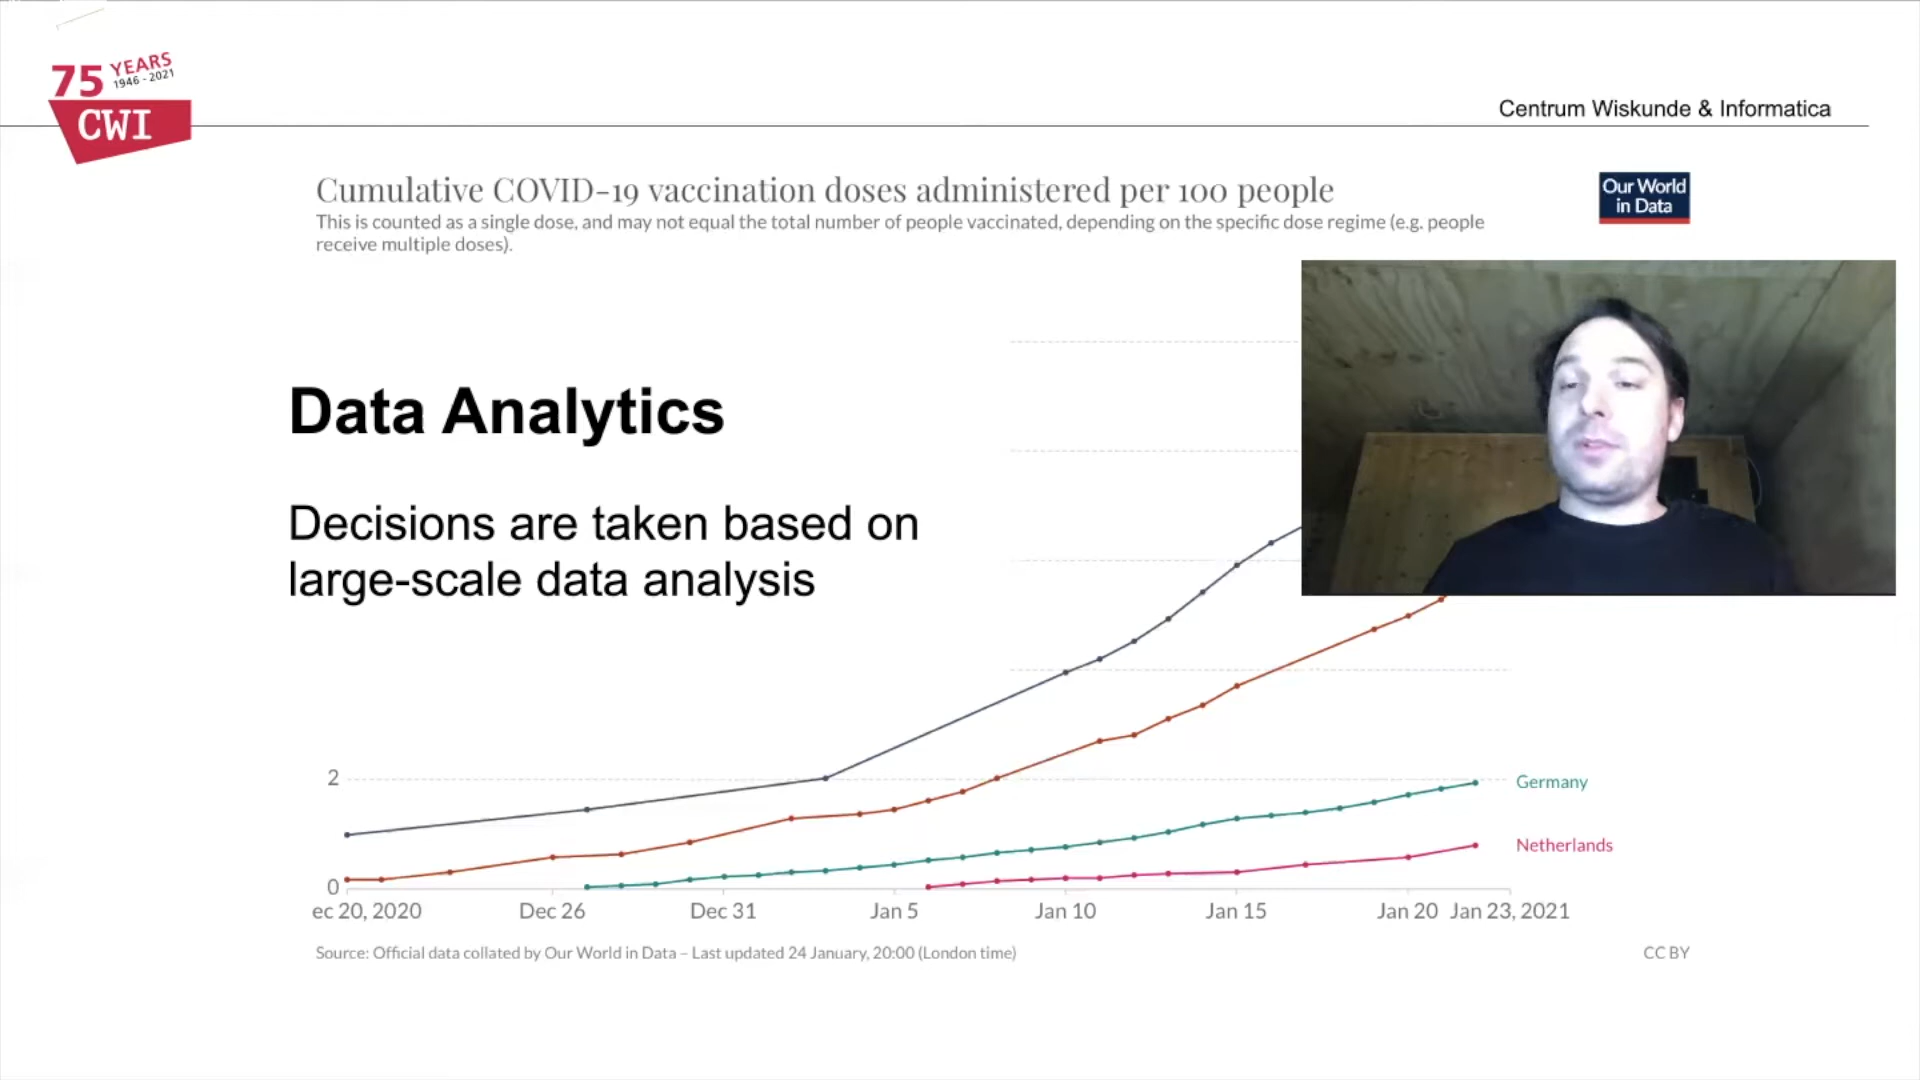 75 YEARS
1946 - 2021
CWI
Centrum Wiskunde & Informatica
Cumulative COVID-19 vaccination doses administered per 100 people
This is counted as a single dose, and may not equal the total number of people vaccinated, depending on the specific dose regime (e.g. people
receive multiple doses).
Our World
in Data
Data Analytics
Decisions are taken based on
large-scale data analysis
2
Germany
Netherlands
0
ec 20, 2020 Dec 26 Dec 31 Jan 5 Jan 10 Jan 15 Jan 20 Jan 23, 2021
Source: Official data collated by Our World in Data – Last updated 24 January, 20:00 (London time)
CC BY